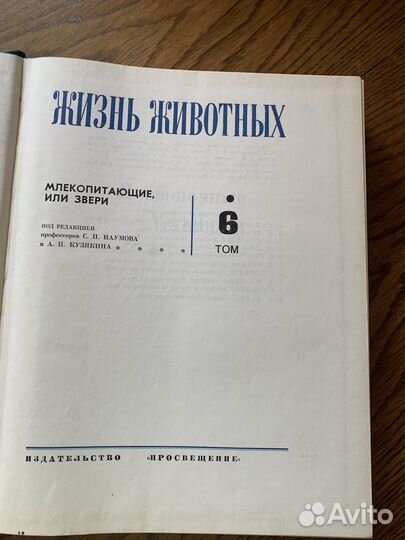 ЖИЗНЬ ЖИВОТНЫХ
МЛЕКОПИТАЮЩИЕ,
ИЛИ ЗВЕРИ
ПОД РЕДАКЦИЕЙ
профессоров С. П. НАУМОВА
и А. П. КУЗЯКИНА
6
ТОМ
ИЗДАТЕЛЬСТВО «ПРОСВЕЩЕНИЕ»
Avito